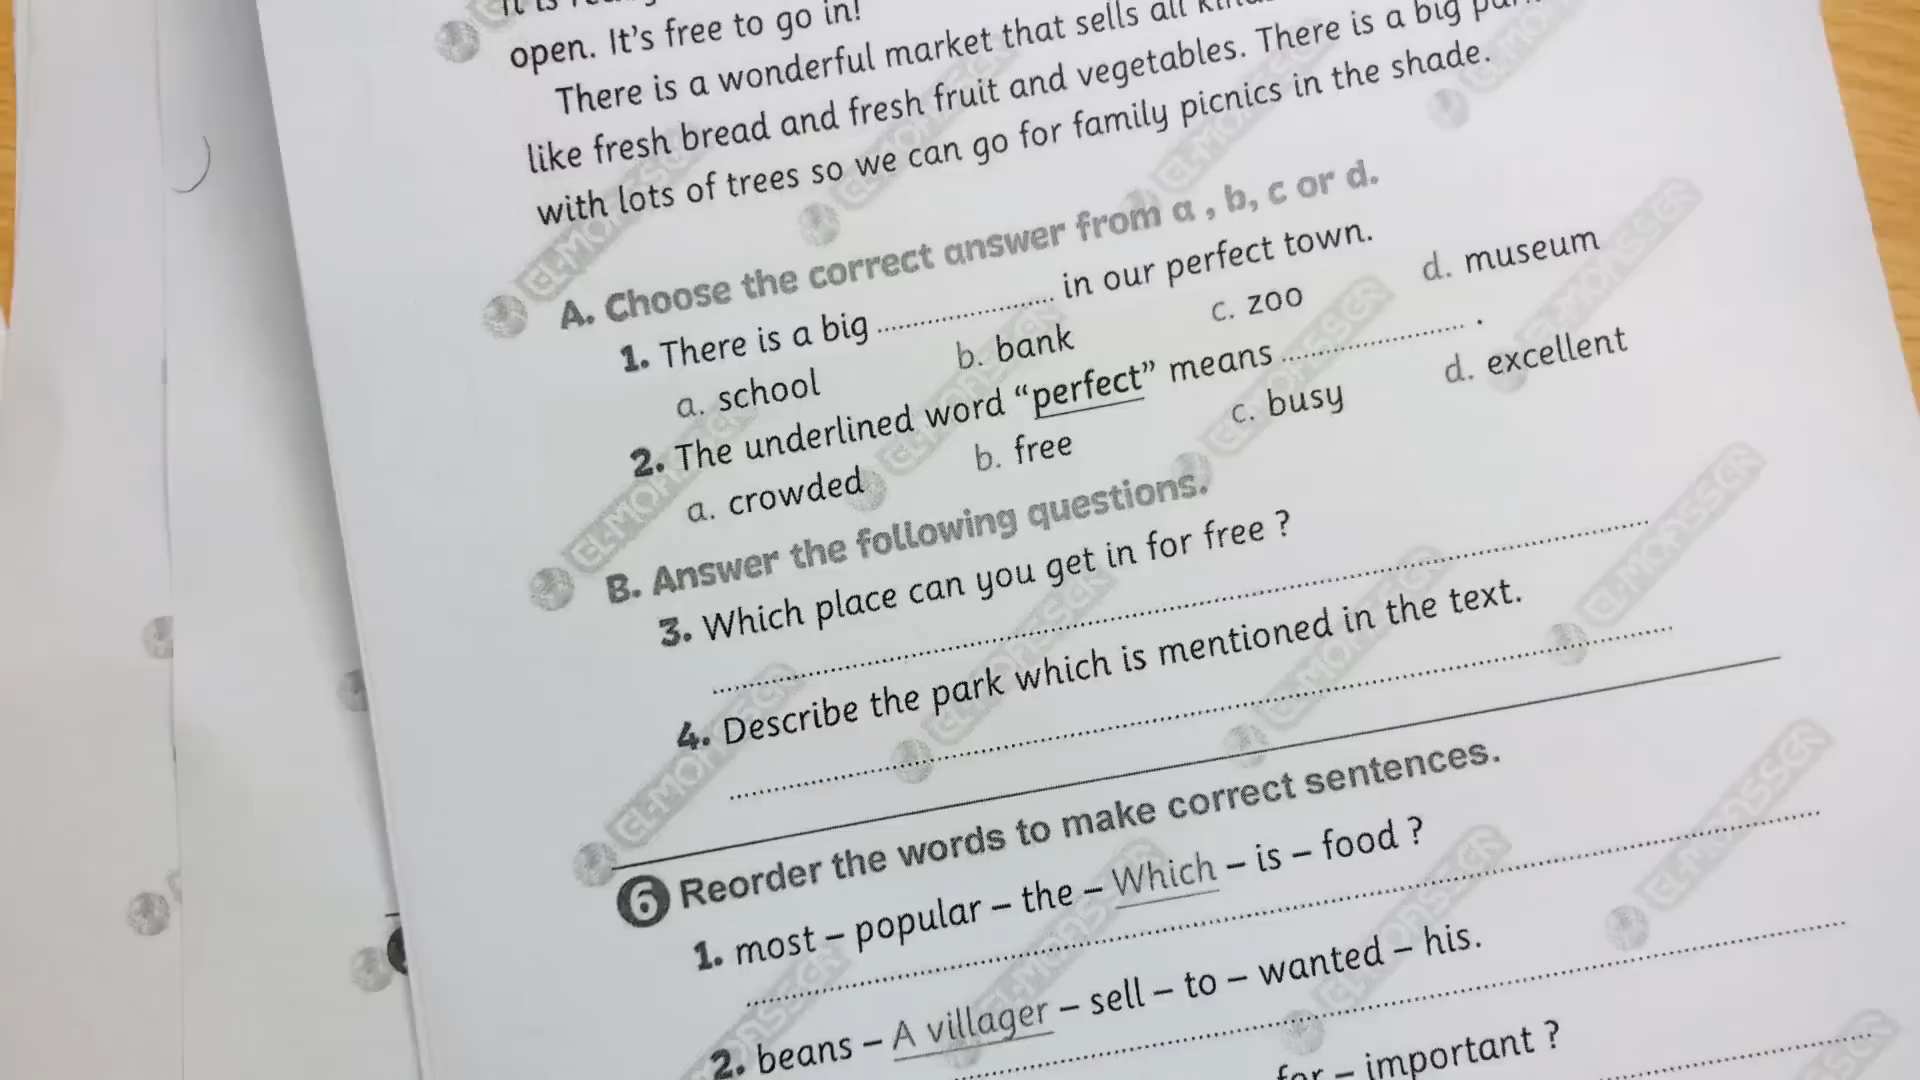 open. It's free to go in!
There is a wonderful market that sells all
like fresh bread and fresh fruit and vegetables. There is a big
with lots of trees so we can go for family picnics in the shade.
A. Choose the correct answer from a , b, c or d.
1. There is a big .................... in our perfect town.
a. school b. bank c. zoo d. museum
2. The underlined word “perfect” means .................... .
a. crowded b. free c. busy d. excellent
B. Answer the following questions.
3. Which place can you get in for free ?
4. Describe the park which is mentioned in the text.
6 Reorder the words to make correct sentences.
1. most – popular – the – Which – is – food ?
2. beans – A villager – sell – to – wanted – his.
for – important ?
EL-MOASSER